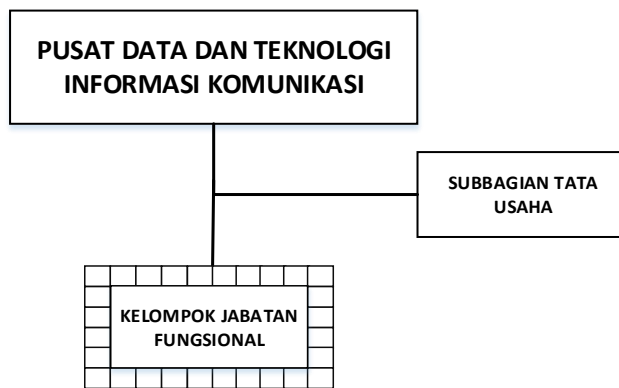 PUSAT DATA DAN TEKNOLOGI
INFORMASI KOMUNIKASI
SUBBAGIAN TATA
USAHA
KELOMPOK JABATAN
FUNGSIONAL